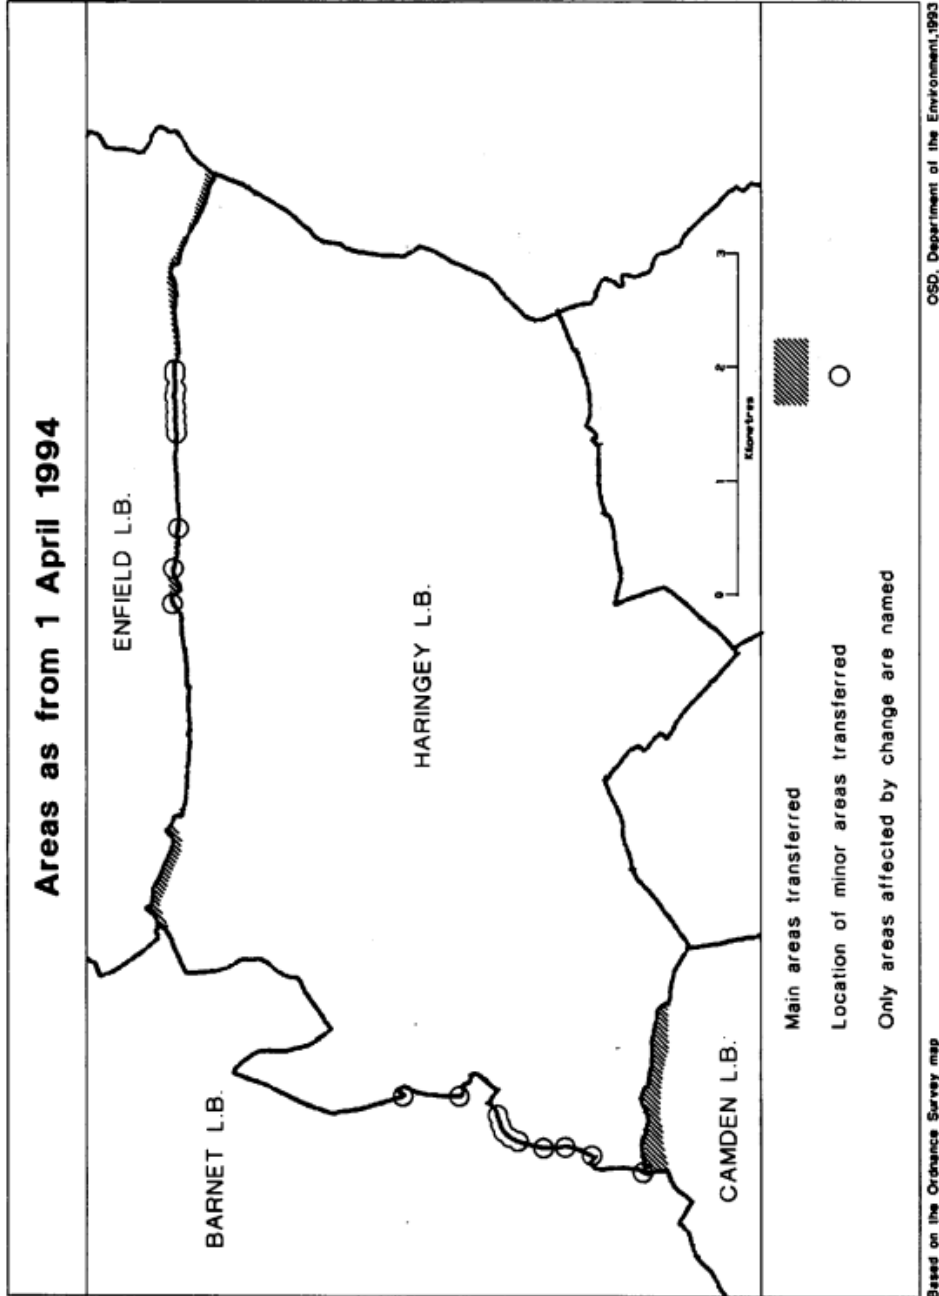 Areas as from 1 April 1994
ENFIELD L.B.
BARNET L.B.
HARINGEY L.B.
CAMDEN L.B.
0 1 2 3
Kilometres
Main areas transferred
Location of minor areas transferred
Only areas affected by change are named
Based on the Ordnance Survey map
OSD, Department of the Environment,1993